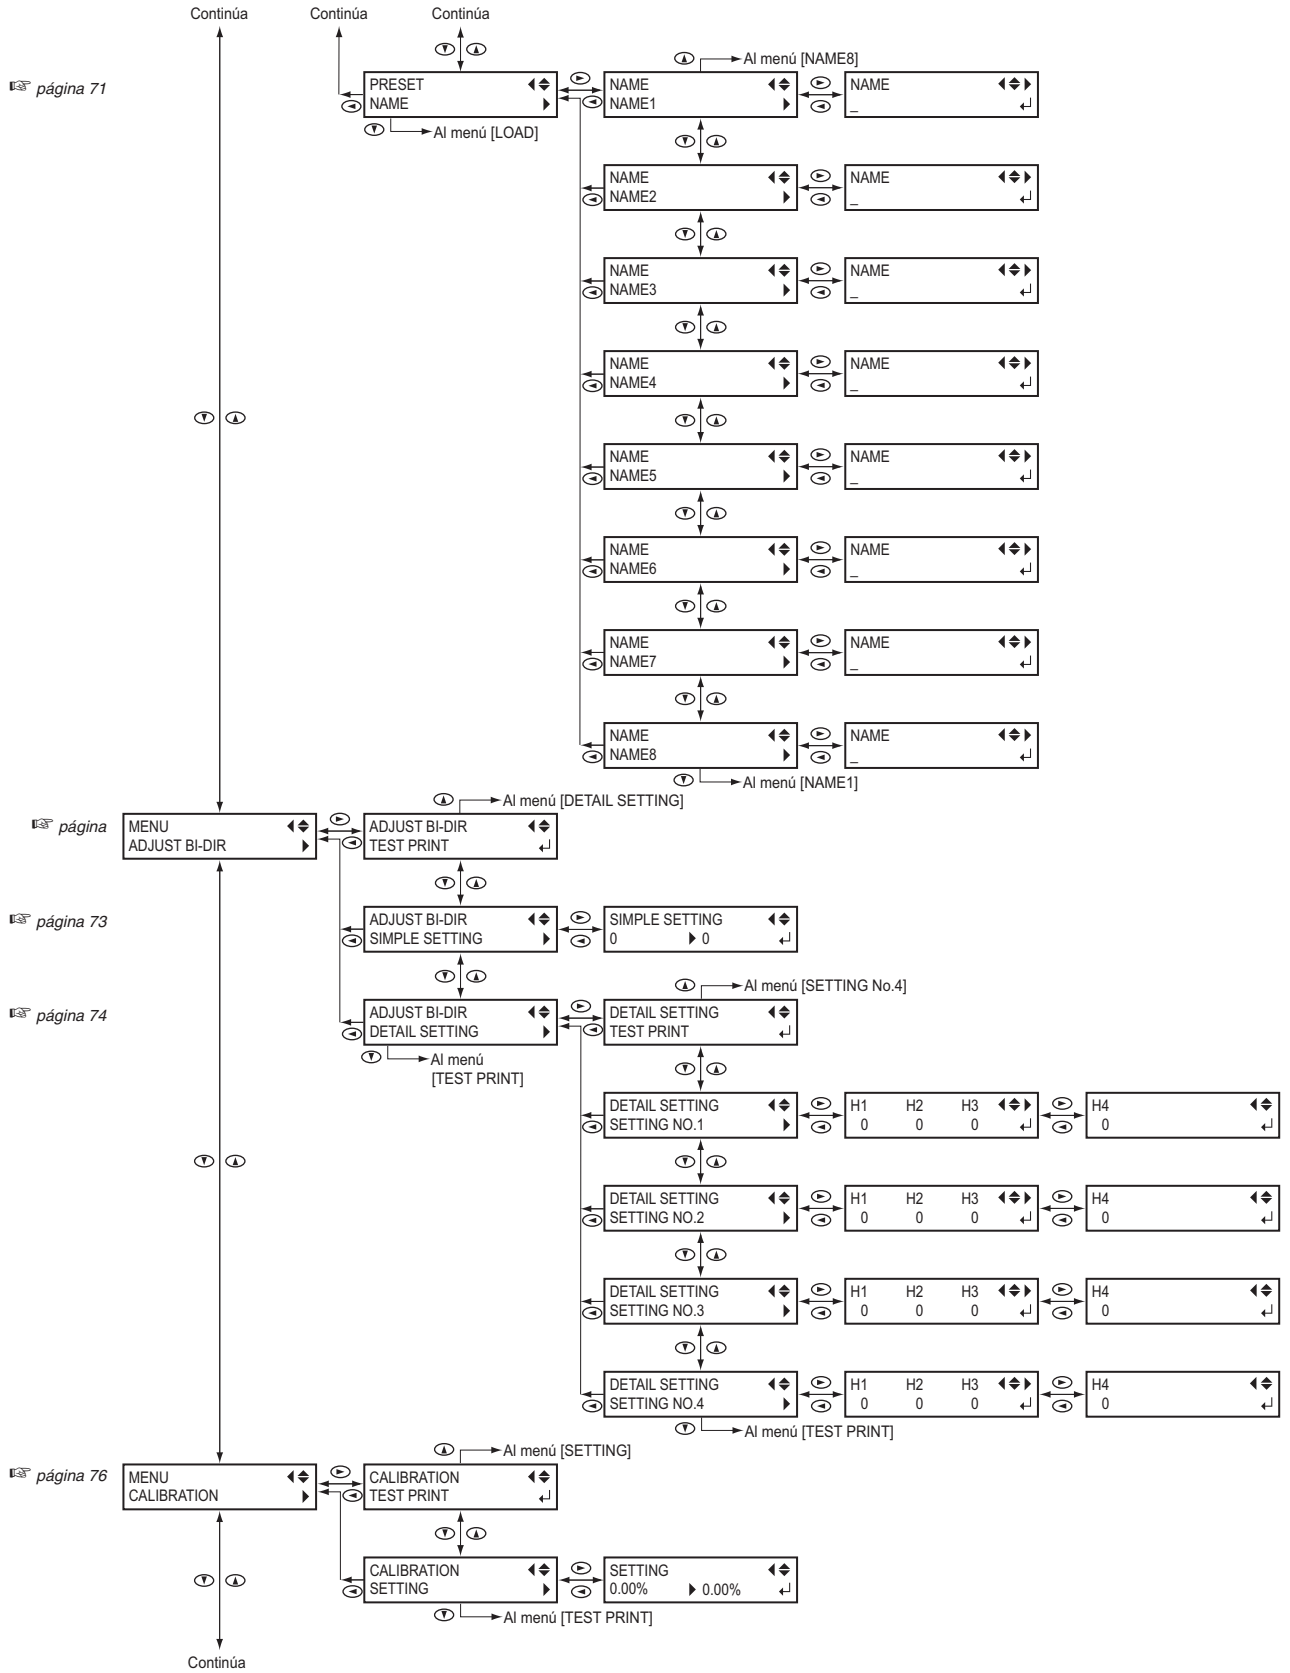 Continúa Continúa Continúa
Al menú [NAME8]
página 71
PRESET
NAME
NAME
NAME1
NAME
_
Al menú [LOAD]
NAME
NAME2
NAME
_
NAME
NAME3
NAME
_
NAME
NAME4
NAME
_
NAME
NAME5
NAME
_
NAME
NAME6
NAME
_
NAME
NAME7
NAME
_
NAME
NAME8
NAME
_
Al menú [NAME1]
Al menú [DETAIL SETTING]
página
MENU
ADJUST BI-DIR
ADJUST BI-DIR
TEST PRINT
página 73
ADJUST BI-DIR
SIMPLE SETTING
SIMPLE SETTING
0 0
Al menú [SETTING No.4]
página 74
ADJUST BI-DIR
DETAIL SETTING
DETAIL SETTING
TEST PRINT
Al menú
[TEST PRINT]
DETAIL SETTING
SETTING NO.1
H1 H2 H3
0 0 0
H4
0
DETAIL SETTING
SETTING NO.2
H1 H2 H3
0 0 0
H4
0
DETAIL SETTING
SETTING NO.3
H1 H2 H3
0 0 0
H4
0
DETAIL SETTING
SETTING NO.4
H1 H2 H3
0 0 0
H4
0
Al menú [TEST PRINT]
Al menú [SETTING]
página 76
MENU
CALIBRATION
CALIBRATION
TEST PRINT
CALIBRATION
SETTING
SETTING
0.00% 0.00%
Al menú [TEST PRINT]
Continúa